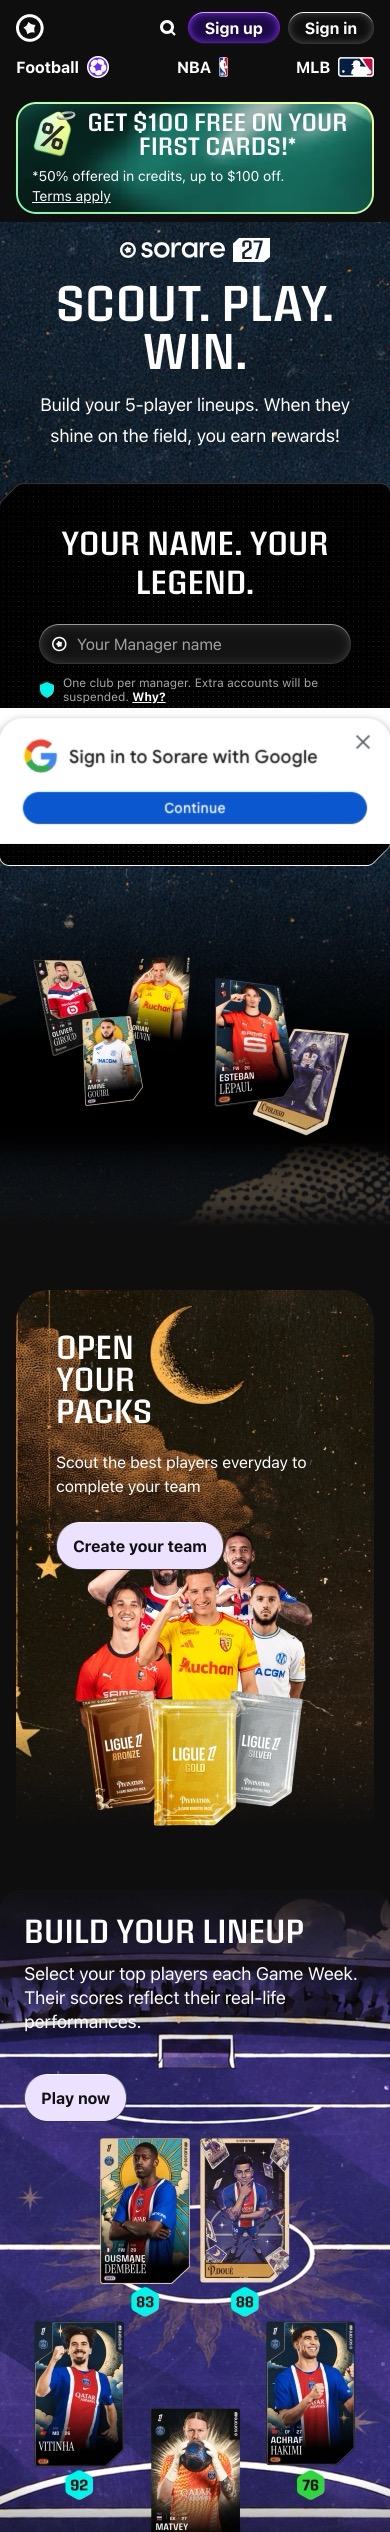 Sign up
Sign in
Football
NBA
MLB
GET $100 FREE ON YOUR
FIRST CARDS!*
*50% offered in credits, up to $100 off.
Terms apply
sorare 27
SCOUT. PLAY.
WIN.
Build your 5-player lineups. When they
shine on the field, you earn rewards!
YOUR NAME. YOUR
LEGEND.
Your Manager name
One club per manager. Extra accounts will be
suspended. Why?
Sign in to Sorare with Google
Continue
OLIVIER
GIROUD
Auchan
AMINE
GOUIRI
ESTEBAN
LEPAUL
OPEN
YOUR
PACKS
Scout the best players everyday to
complete your team
Create your team
Auchan
LIGUE 1
BRONZE
LIGUE 1
GOLD
LIGUE 1
SILVER
BUILD YOUR LINEUP
Select your top players each Game Week.
Their scores reflect their real-life
performances.
Play now
OUSMANE
DEMBÉLÉ
D.DOUÉ
83
88
VITINHA
ACHRAF
HAKIMI
92
76
MATVEY